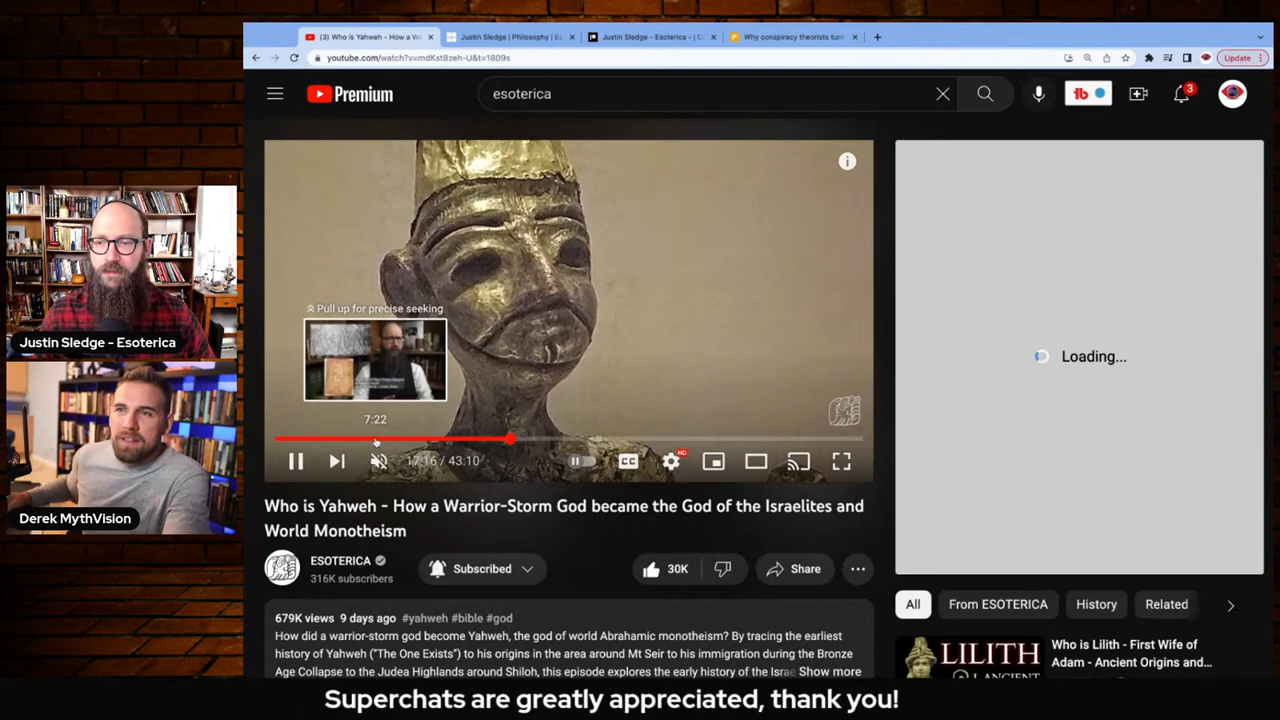 (3) Who is Yahweh - How a Wa
Justin Sledge | Philosophy | Es
Justin Sledge - Esoterica - | C
Why conspiracy theorists turn
youtube.com/watch?v=mdKst8zeh-U&t=1809s
Update
Premium
esoterica
3
Pull up for precise seeking
7:22
17:16 / 43:10
CC
HD
Loading...
Justin Sledge - Esoterica
Derek MythVision
Who is Yahweh - How a Warrior-Storm God became the God of the Israelites and
World Monotheism
ESOTERICA
316K subscribers
Subscribed
30K
Share
All
From ESOTERICA
History
Related
679K views 9 days ago #yahweh #bible #god
How did a warrior-storm god become Yahweh, the god of world Abrahamic monotheism? By tracing the earliest
history of Yahweh ("The One Exists") to his origins in the area around Mt Seir to his immigration during the Bronze
Age Collapse to the Judea Highlands around Shiloh, this episode explores the early history of the Israe Show more
LILITH
Who is Lilith - First Wife of
Adam - Ancient Origins and...
Superchats are greatly appreciated, thank you!